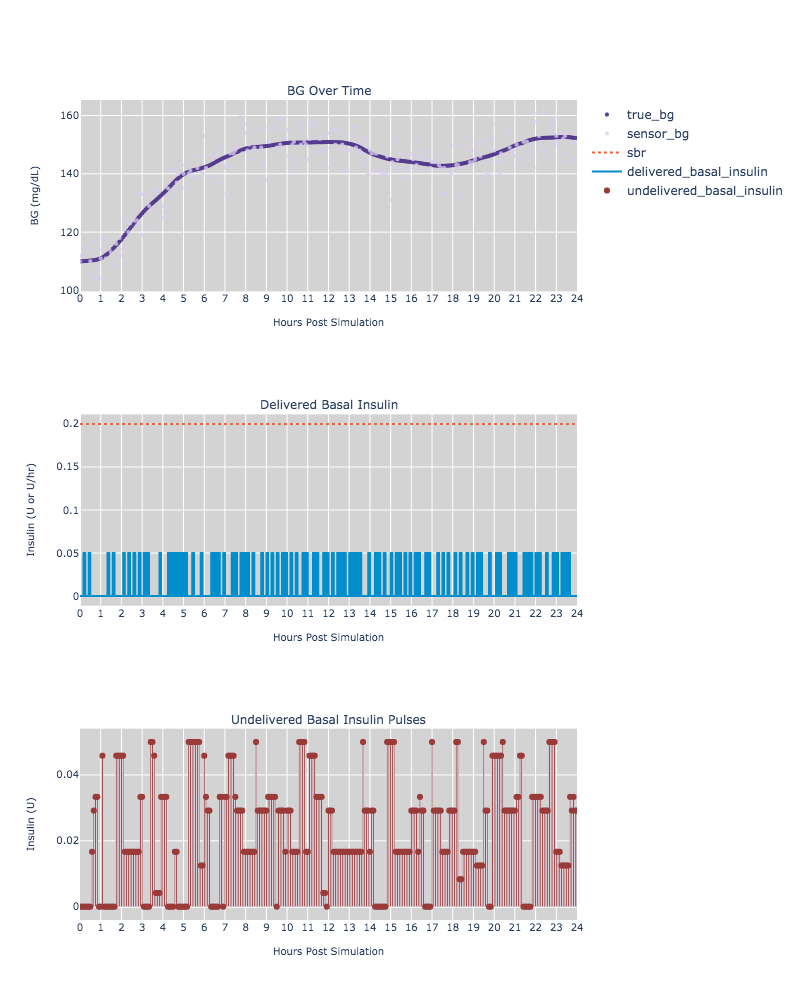 BG Over Time
160
140
120
100
BG (mg/dL)
0 1 2 3 4 5 6 7 8 9 10 11 12 13 14 15 16 17 18 19 20 21 22 23 24
Hours Post Simulation
true_bg
sensor_bg
sbr
delivered_basal_insulin
undelivered_basal_insulin
Delivered Basal Insulin
0.2
0.15
0.1
0.05
0
Insulin (U or U/hr)
0 1 2 3 4 5 6 7 8 9 10 11 12 13 14 15 16 17 18 19 20 21 22 23 24
Hours Post Simulation
Undelivered Basal Insulin Pulses
0.04
0.02
0
Insulin (U)
0 1 2 3 4 5 6 7 8 9 10 11 12 13 14 15 16 17 18 19 20 21 22 23 24
Hours Post Simulation